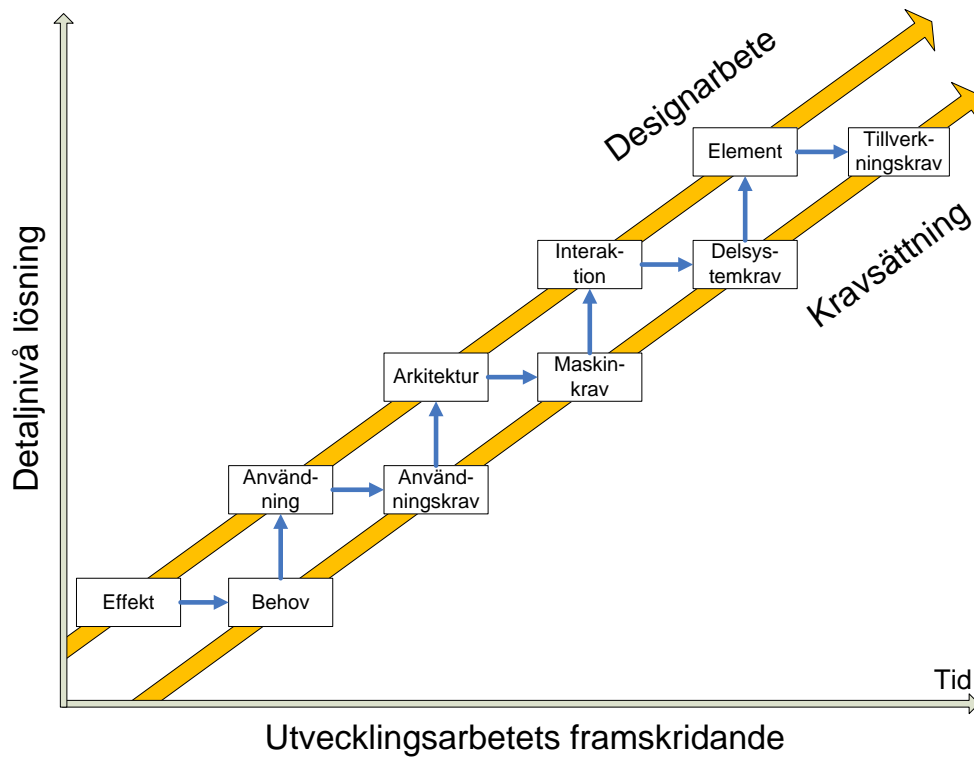 Designarbete
Element
Tillverk-
ningskrav
Interak-
tion
Delsys-
temkrav
Kravsättning
Detaljnivå lösning
Arkitektur
Maskin-
krav
Använd-
ning
Använd-
ningskrav
Effekt
Behov
Tid
Utvecklingsarbetets framskridande